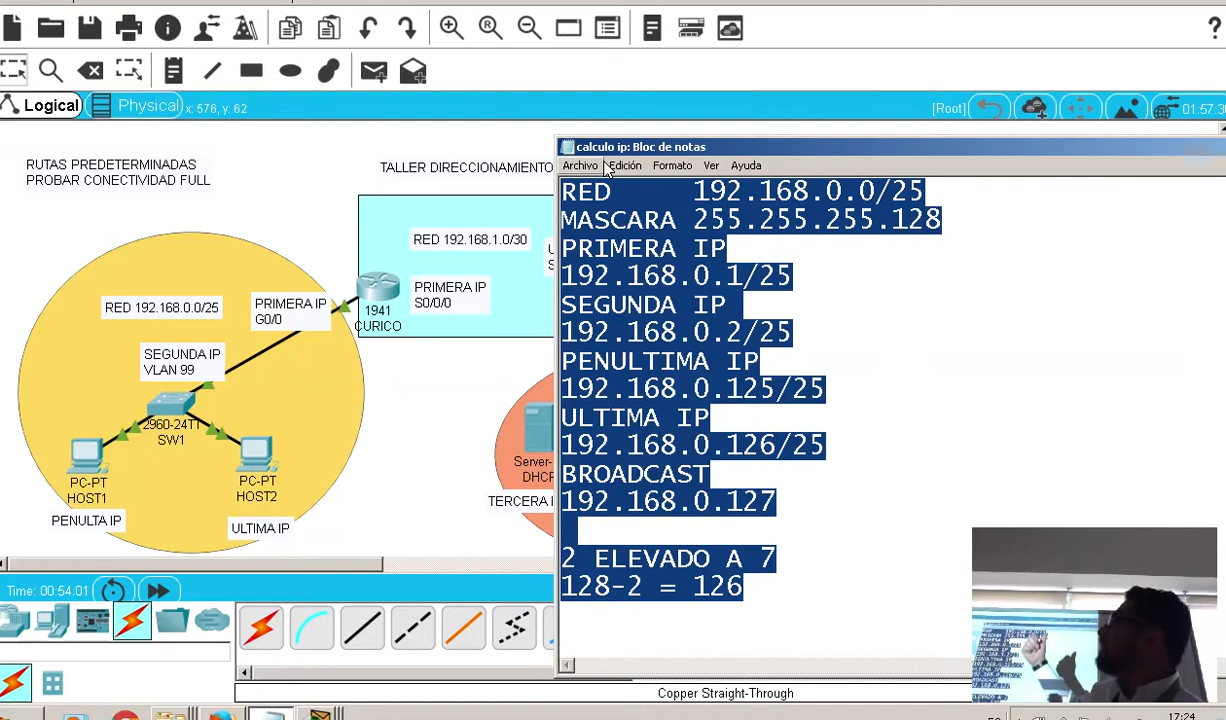 ?
Logical
Physical
x: 576, y: 62
[Root]
01:57:3
RUTAS PREDETERMINADAS
PROBAR CONECTIVIDAD FULL
TALLER DIRECCIONAMIENTO
RED 192.168.1.0/30
PRIMERA IP
S0/0/0
1941
CURICO
RED 192.168.0.0/25
PRIMERA IP
G0/0
SEGUNDA IP
VLAN 99
2960-24TT
SW1
PC-PT
HOST1
PENULTA IP
PC-PT
HOST2
ULTIMA IP
Server-
DHCP
TERCERA I
calculo ip: Bloc de notas
Archivo Edición Formato Ver Ayuda
RED 192.168.0.0/25
MASCARA 255.255.255.128
PRIMERA IP
192.168.0.1/25
SEGUNDA IP
192.168.0.2/25
PENULTIMA IP
192.168.0.125/25
ULTIMA IP
192.168.0.126/25
BROADCAST
192.168.0.127
2 ELEVADO A 7
128-2 = 126
Time: 00:54:01
Copper Straight-Through
17:24